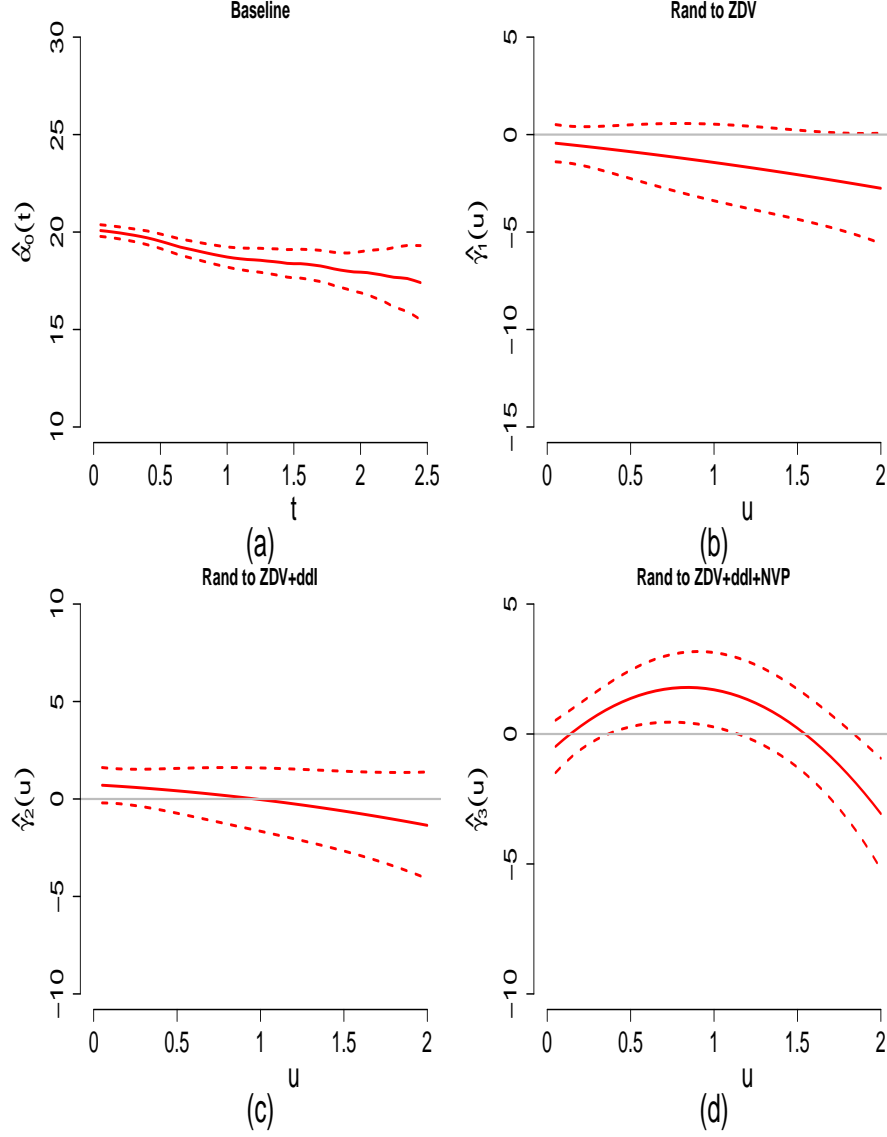 Baseline
30
25
20
15
10
α̂₀(t)
0 0.5 1 1.5 2 2.5
t
(a)
Rand to ZDV
5
0
−5
−10
−15
γ̂₁(u)
0 0.5 1 1.5 2
u
(b)
Rand to ZDV+ddI
10
5
0
−5
−10
γ̂₂(u)
0 0.5 1 1.5 2
u
(c)
Rand to ZDV+ddI+NVP
5
0
−5
−10
γ̂₃(u)
0 0.5 1 1.5 2
u
(d)